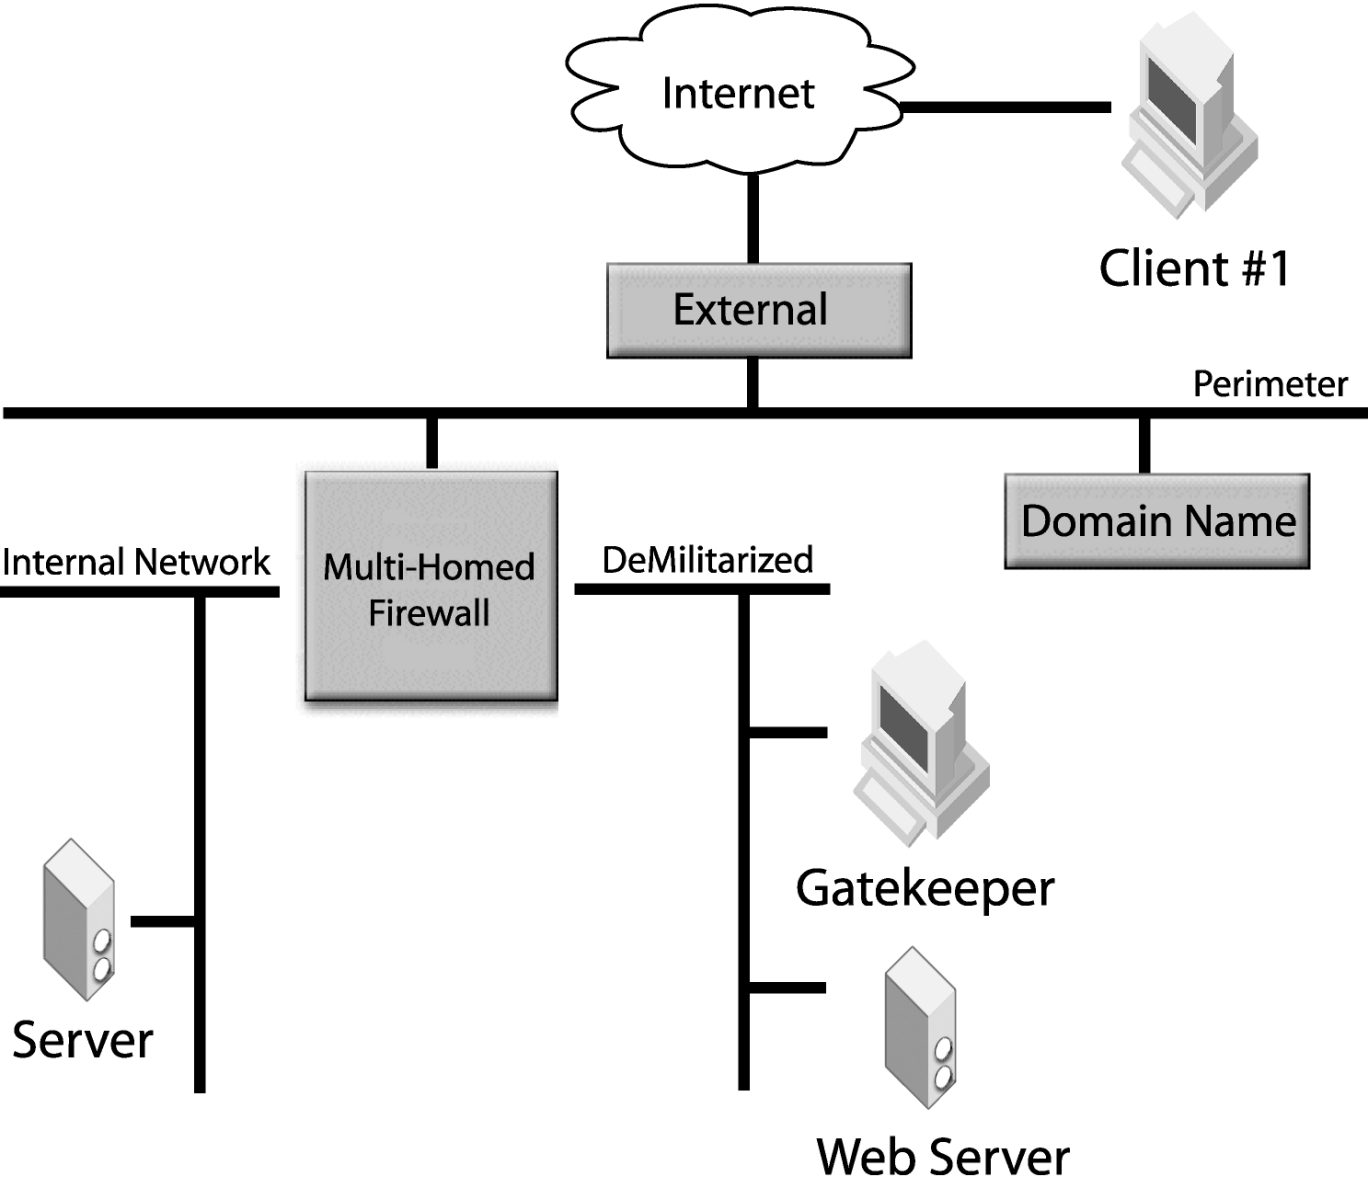 Internet
Client #1
External
Perimeter
Domain Name
Internal Network
Multi-Homed
Firewall
DeMilitarized
Gatekeeper
Server
Web Server